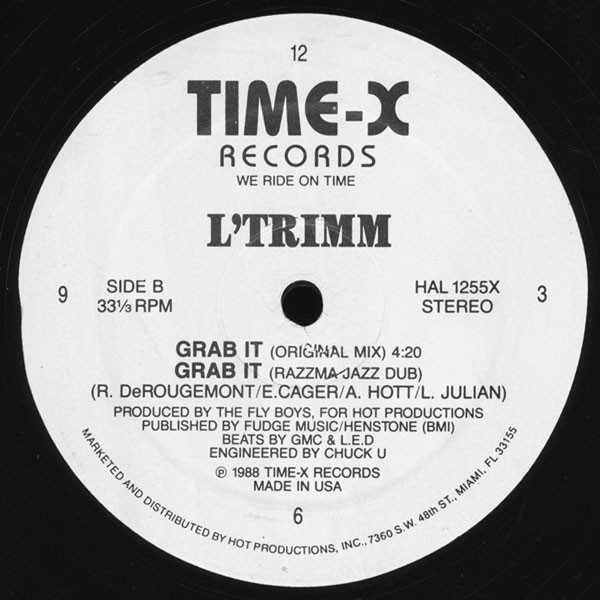 12
TIME-X
RECORDS
WE RIDE ON TIME
L'TRIMM
9
SIDE B
33⅓ RPM
HAL 1255X
STEREO
3
GRAB IT (ORIGINAL MIX) 4:20
GRAB IT (RAZZMA JAZZ DUB)
(R. DeROUGEMONT/E.CAGER/A. HOTT/L. JULIAN)
PRODUCED BY THE FLY BOYS, FOR HOT PRODUCTIONS
PUBLISHED BY FUDGE MUSIC/HENSTONE (BMI)
BEATS BY GMC & L.E.D
ENGINEERED BY CHUCK U
℗ 1988 TIME-X RECORDS
MADE IN USA
6
MARKETED AND DISTRIBUTED BY HOT PRODUCTIONS, INC., 7360 S.W. 48th ST., MIAMI, FL 33155